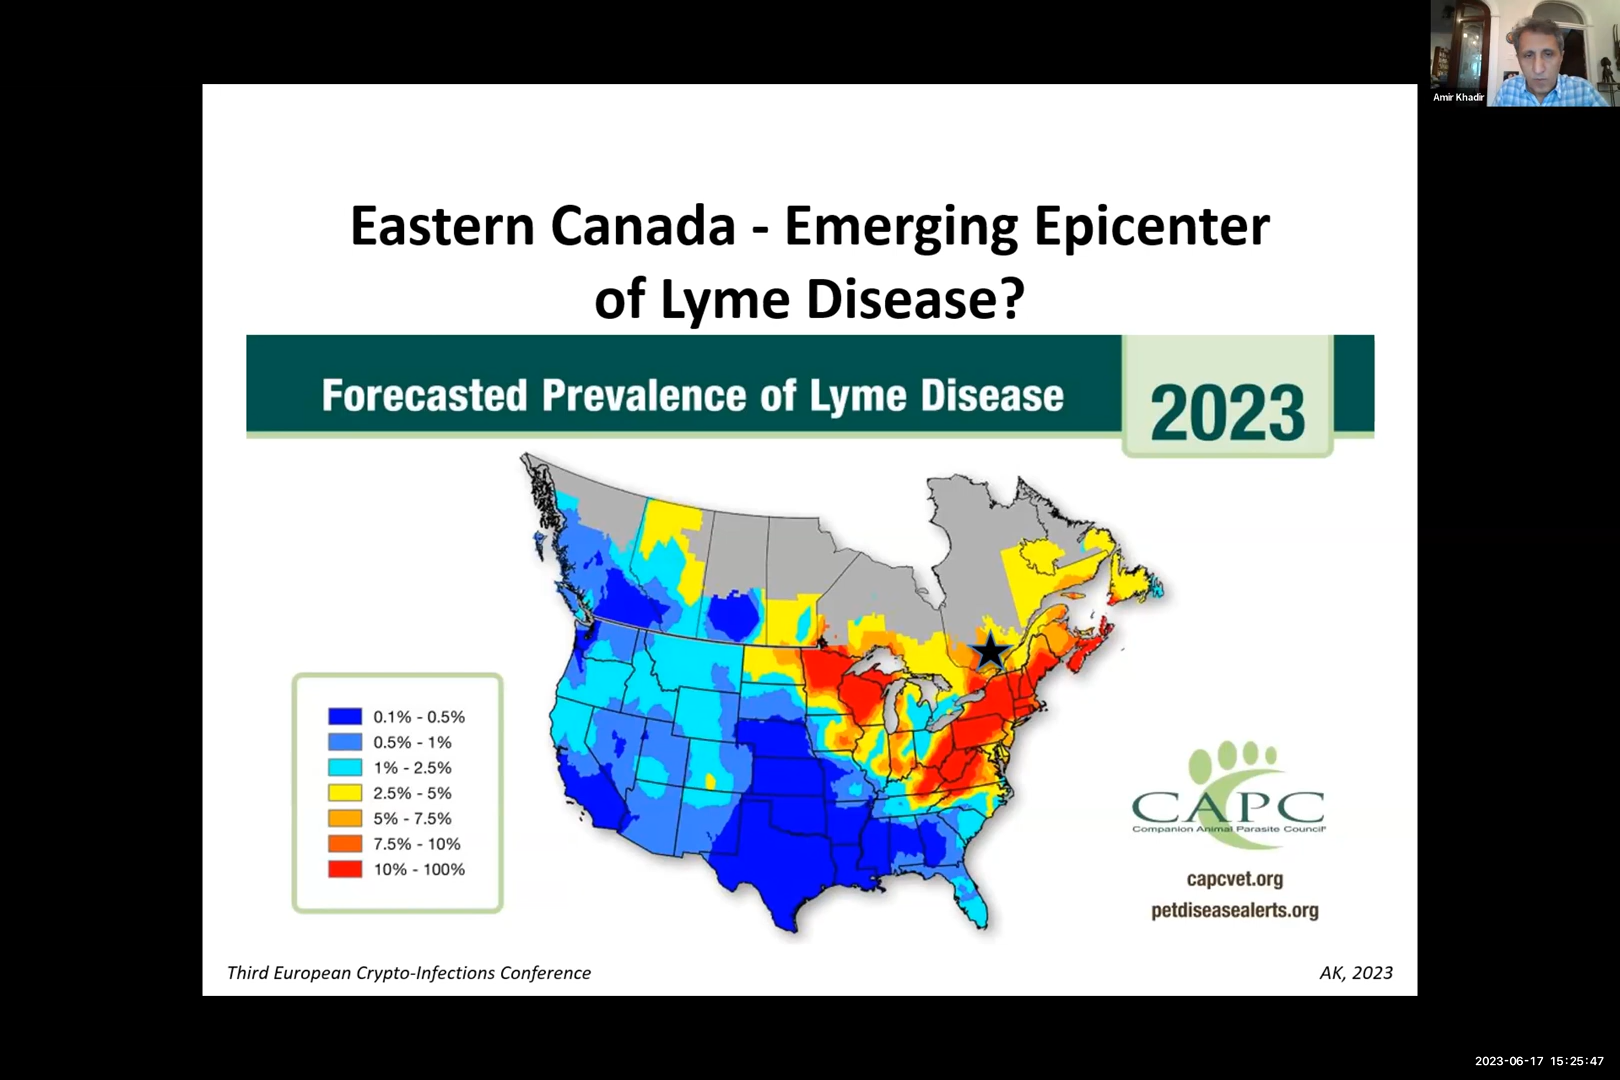 Amir Khadir
Eastern Canada - Emerging Epicenter
of Lyme Disease?
Forecasted Prevalence of Lyme Disease
2023
0.1% - 0.5%
0.5% - 1%
1% - 2.5%
2.5% - 5%
5% - 7.5%
7.5% - 10%
10% - 100%
CAPC
Companion Animal Parasite Council®
capcvet.org
petdiseasealerts.org
Third European Crypto-Infections Conference
AK, 2023
2023-06-17 15:25:47